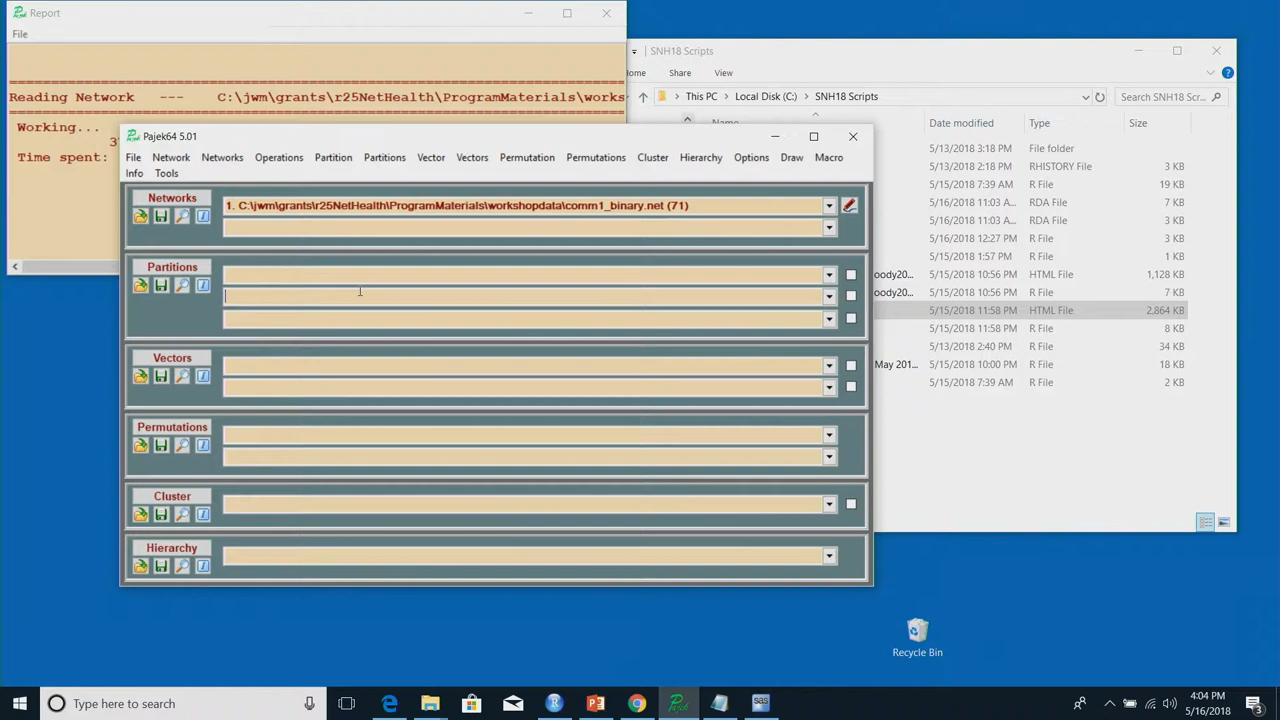 Report
File
Reading Network --- C:\jwm\grants\r25NetHealth\ProgramMaterials\works
Working...
Time spent:
SNH18 Scripts
Home Share View
This PC Local Disk (C:) SNH18 Scripts Search SNH18 Scr...
Name Date modified Type Size
5/13/2018 3:18 PM File folder
5/13/2018 2:18 PM RHISTORY File 3 KB
5/15/2018 7:39 AM R File 19 KB
5/16/2018 11:03 A... RDA File 7 KB
5/16/2018 11:03 A... RDA File 2 KB
5/16/2018 12:27 PM R File 3 KB
5/15/2018 1:57 PM R File 1 KB
oody20... 5/15/2018 10:56 PM HTML File 1,128 KB
oody20... 5/15/2018 10:56 PM R File 7 KB
5/15/2018 11:58 PM HTML File 2,864 KB
5/15/2018 11:58 PM R File 8 KB
5/13/2018 2:40 PM R File 34 KB
May 201... 5/15/2018 10:00 PM R File 18 KB
5/15/2018 7:39 AM R File 2 KB
Pajek64 5.01
File Network Networks Operations Partition Partitions Vector Vectors Permutation Permutations Cluster Hierarchy Options Draw Macro
Info Tools
Networks
1. C:\jwm\grants\r25NetHealth\ProgramMaterials\workshopdata\comm1_binary.net (71)
Partitions
Vectors
Permutations
Cluster
Hierarchy
Recycle Bin
Type here to search
4:04 PM
5/16/2018
3